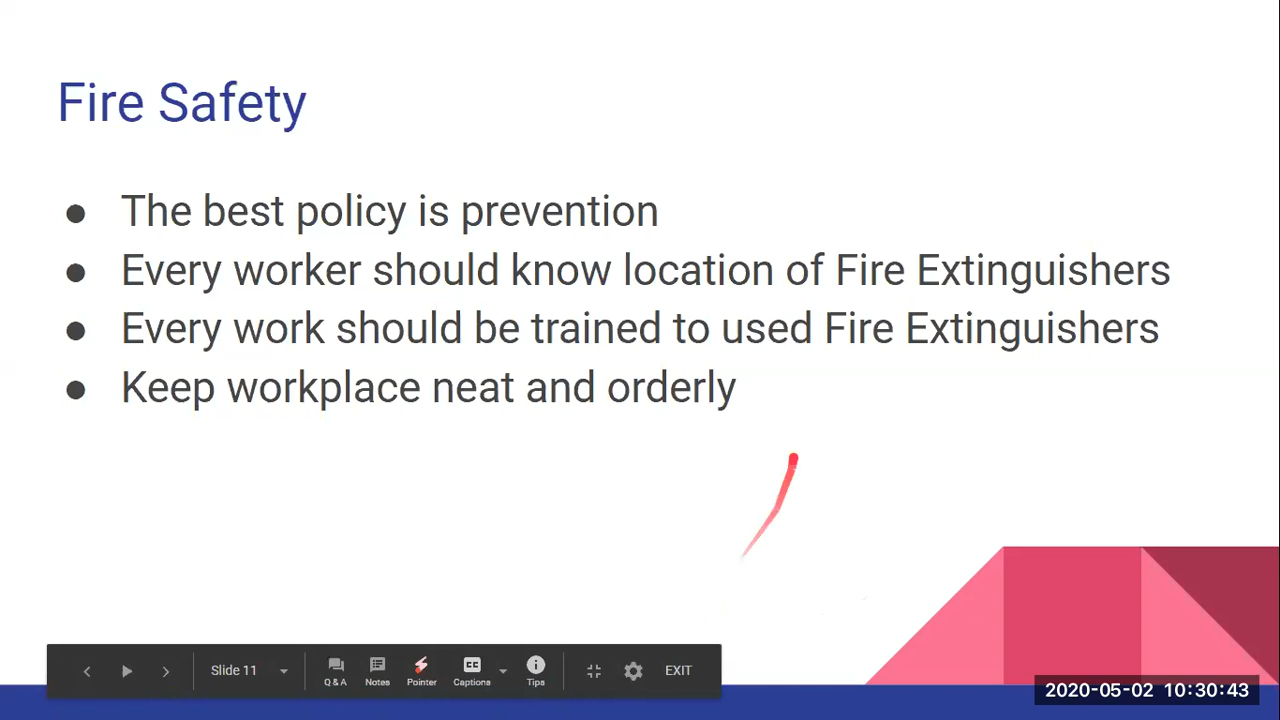 Fire Safety
● The best policy is prevention
● Every worker should know location of Fire Extinguishers
● Every work should be trained to used Fire Extinguishers
● Keep workplace neat and orderly
Slide 11
Q & A Notes Pointer Captions Tips
EXIT
2020-05-02 10:30:43